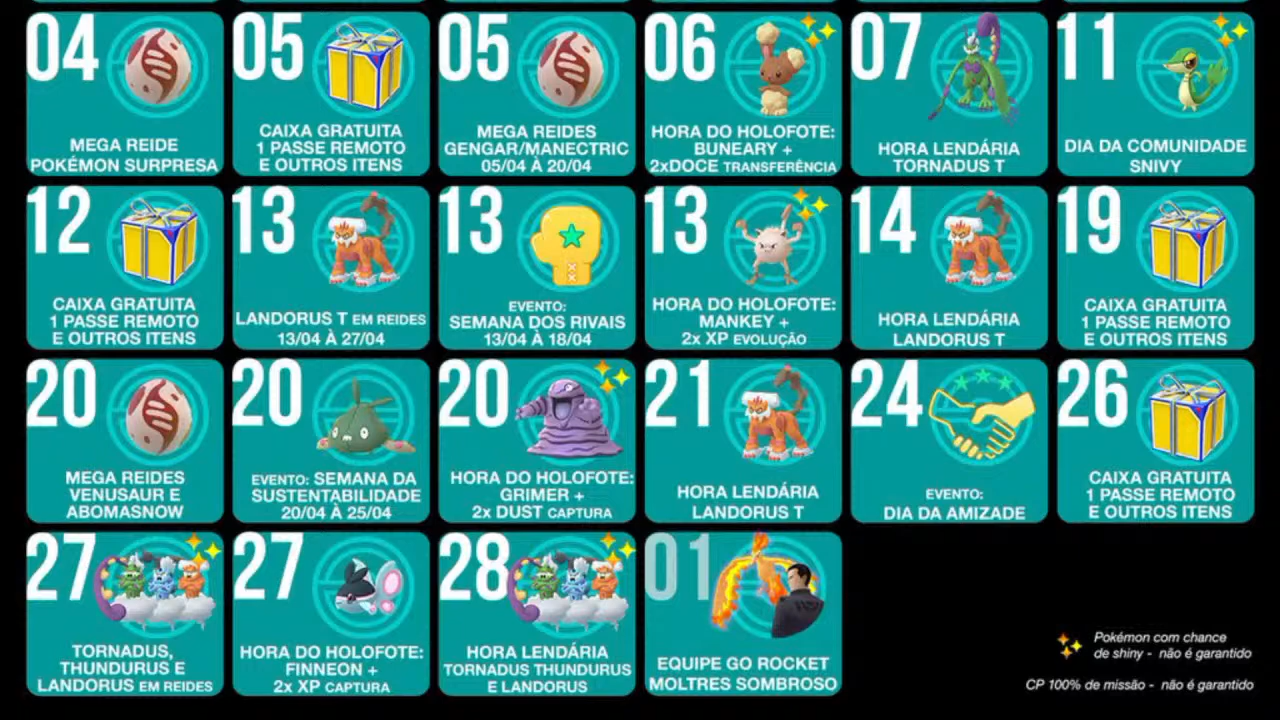 04
MEGA REIDE
POKÉMON SURPRESA
05
CAIXA GRATUITA
1 PASSE REMOTO
E OUTROS ITENS
05
MEGA REIDES
GENGAR/MANECTRIC
05/04 À 20/04
06
HORA DO HOLOFOTE:
BUNEARY +
2xDOCE TRANSFERÊNCIA
07
HORA LENDÁRIA
TORNADUS T
11
DIA DA COMUNIDADE
SNIVY
12
CAIXA GRATUITA
1 PASSE REMOTO
E OUTROS ITENS
13
LANDORUS T EM REIDES
13/04 À 27/04
13
EVENTO:
SEMANA DOS RIVAIS
13/04 À 18/04
13
HORA DO HOLOFOTE:
MANKEY +
2x XP EVOLUÇÃO
14
HORA LENDÁRIA
LANDORUS T
19
CAIXA GRATUITA
1 PASSE REMOTO
E OUTROS ITENS
20
MEGA REIDES
VENUSAUR E
ABOMASNOW
20
EVENTO: SEMANA DA
SUSTENTABILIDADE
20/04 À 25/04
20
HORA DO HOLOFOTE:
GRIMER +
2x DUST CAPTURA
21
HORA LENDÁRIA
LANDORUS T
24
EVENTO:
DIA DA AMIZADE
26
CAIXA GRATUITA
1 PASSE REMOTO
E OUTROS ITENS
27
TORNADUS,
THUNDURUS E
LANDORUS EM REIDES
27
HORA DO HOLOFOTE:
FINNEON +
2x XP CAPTURA
28
HORA LENDÁRIA
TORNADUS THUNDURUS
E LANDORUS
01
EQUIPE GO ROCKET
MOLTRES SOMBROSO
Pokémon com chance
de shiny - não é garantido
CP 100% de missão - não é garantido